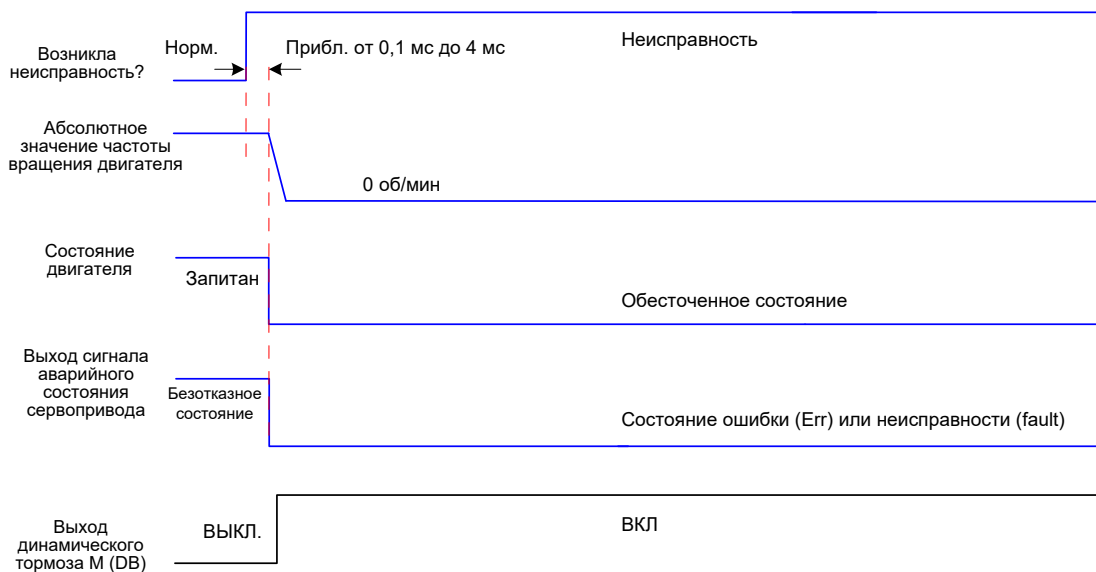 Возникла
неисправность?
Норм.
Прибл. от 0,1 мс до 4 мс
Неисправность
Абсолютное
значение частоты
вращения двигателя
0 об/мин
Состояние
двигателя
Запитан
Обесточенное состояние
Выход сигнала
аварийного
состояния
сервопривода
Безотказное
состояние
Состояние ошибки (Err) или неисправности (fault)
Выход
динамического
тормоза M (DB)
ВЫКЛ.
ВКЛ